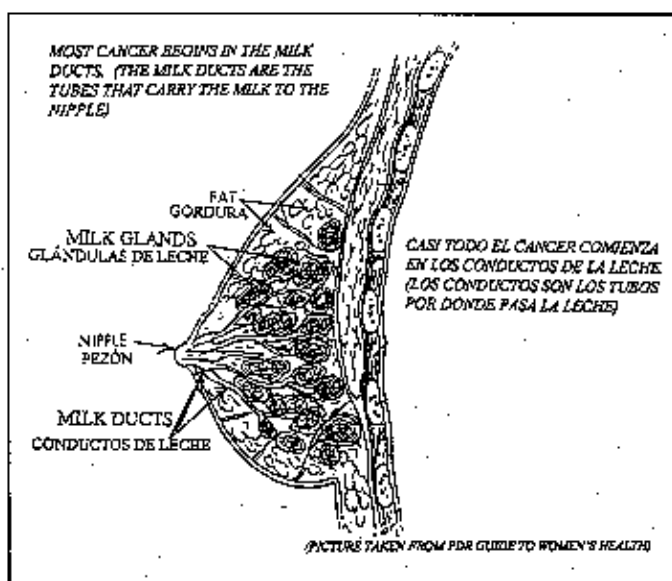 MOST CANCER BEGINS IN THE MILK
DUCTS. (THE MILK DUCTS ARE THE
TUBES THAT CARRY THE MILK TO THE
NIPPLE)
FAT
GORDURA
MILK GLANDS
GLÁNDULAS DE LECHE
CASI TODO EL CANCER COMIENZA
EN LOS CONDUCTOS DE LA LECHE.
(LOS CONDUCTOS SON LOS TUBOS
POR DONDE PASA LA LECHE)
NIPPLE
PEZÓN
MILK DUCTS
CONDUCTOS DE LECHE
(PICTURE TAKEN FROM PDR GUIDE TO WOMEN'S HEALTH)